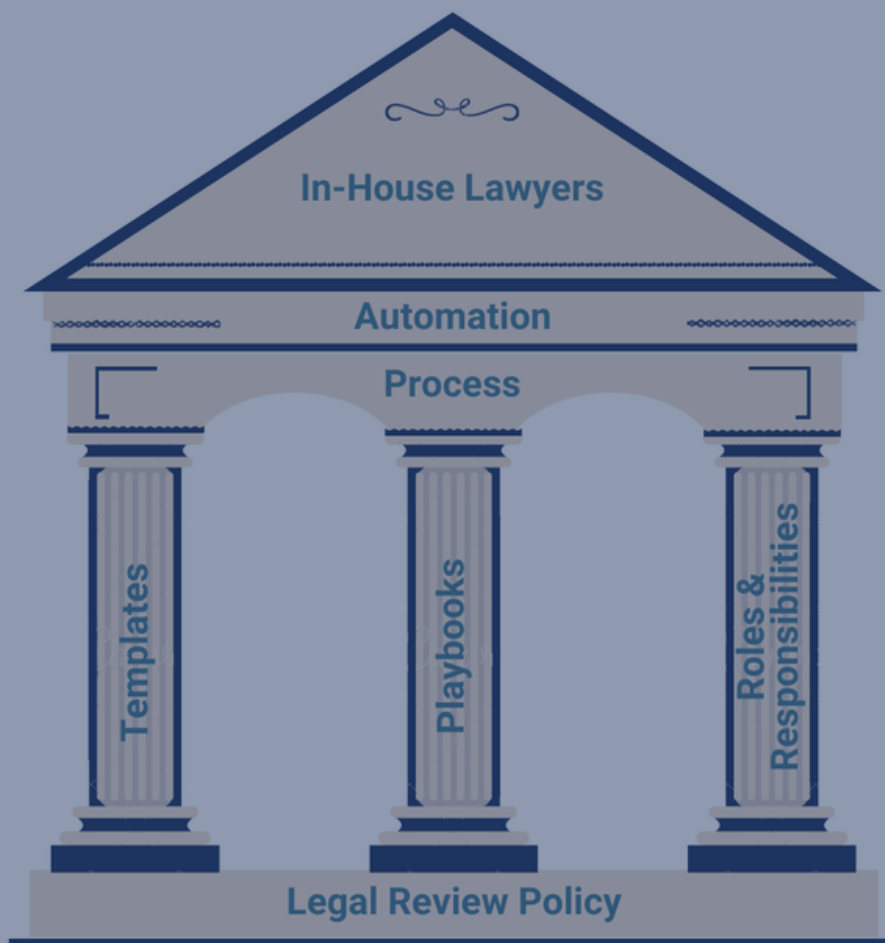 In-House Lawyers
Automation
Process
Templates
Playbooks
Roles &
Responsibilities
Legal Review Policy